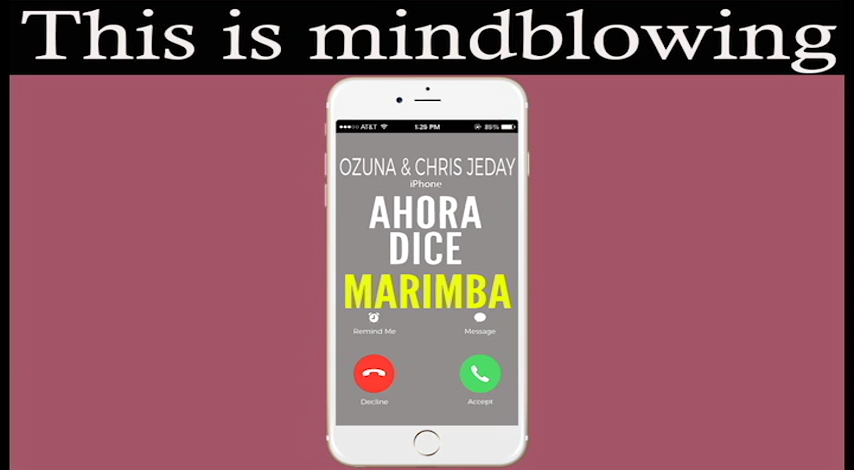 This is mindblowing
AT&T 1:25 PM 85%
OZUNA & CHRIS JEDAY
iPhone
AHORA
DICE
MARIMBA
Remind Me Message
Decline Accept